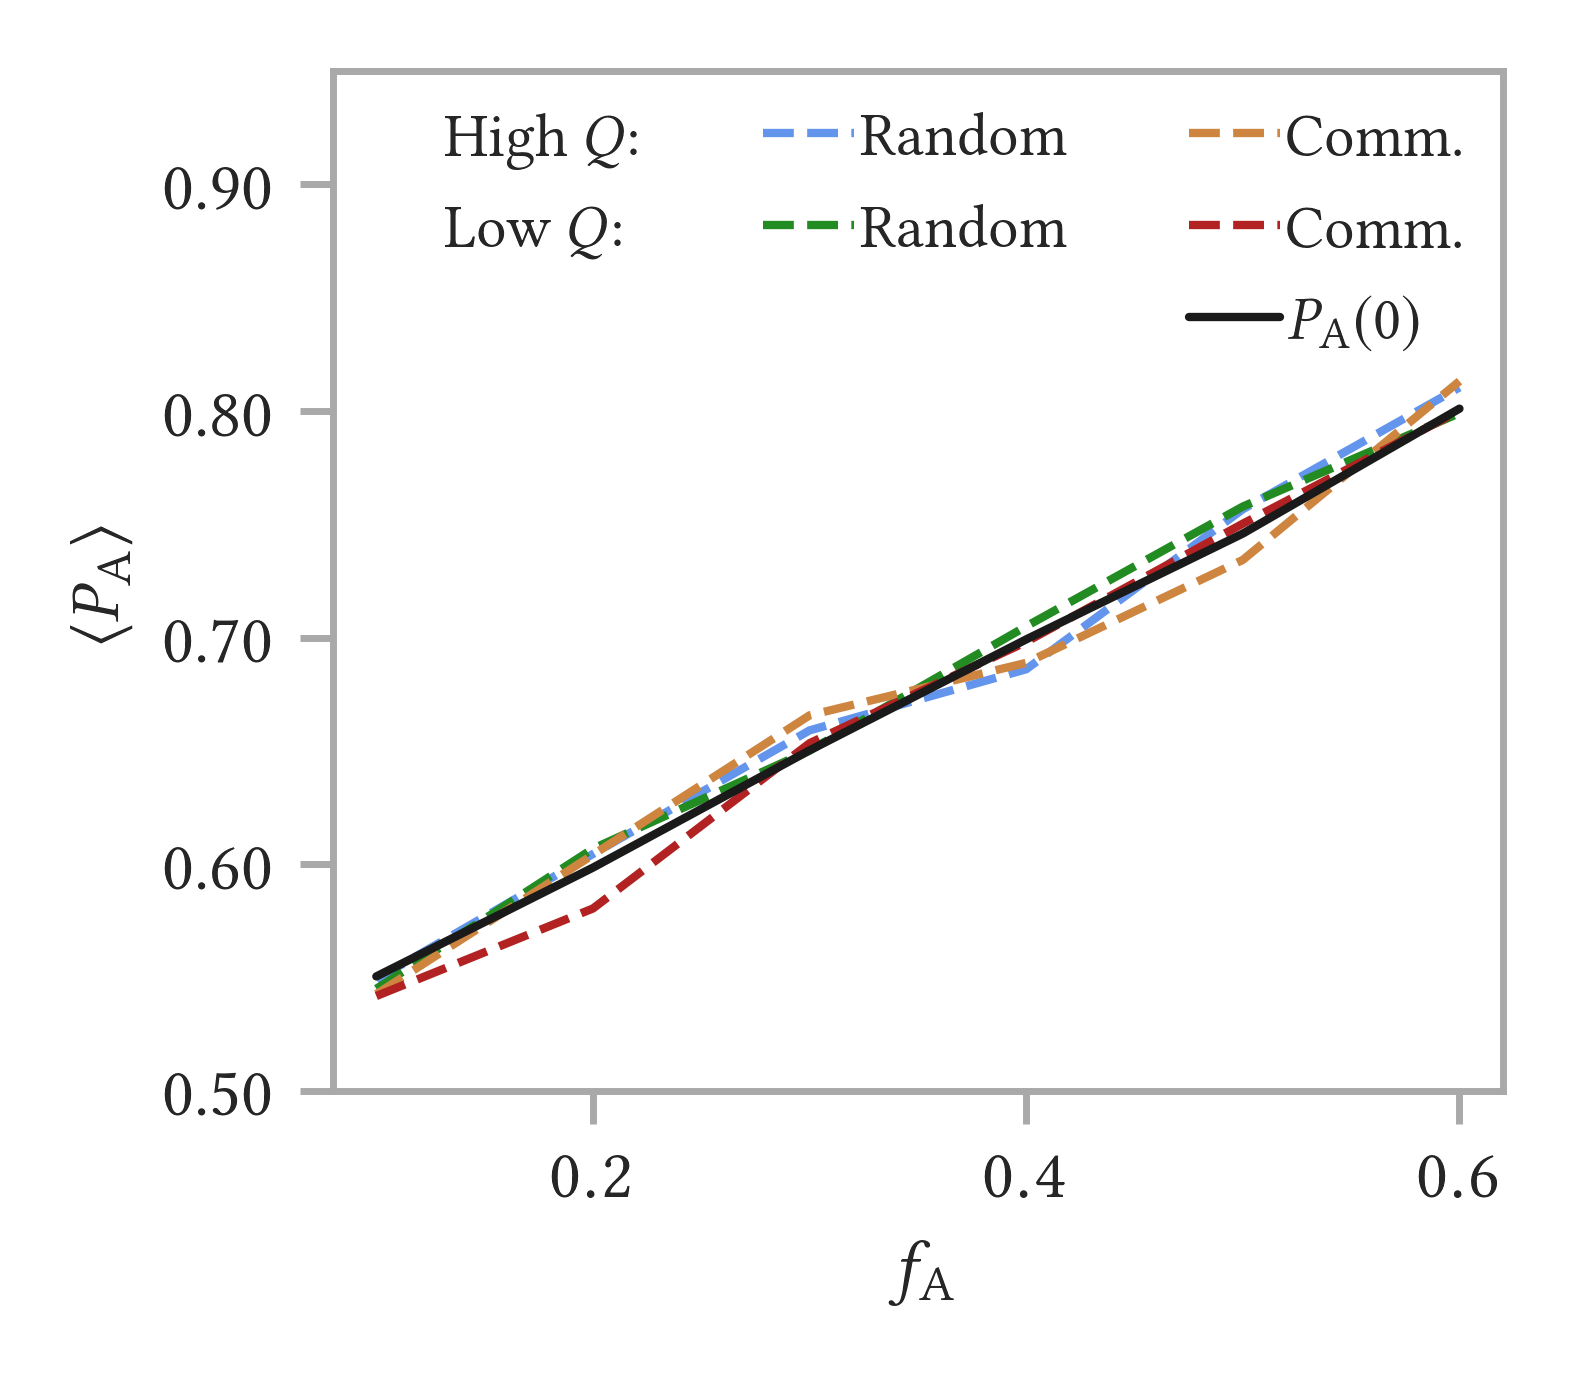 High Q: Random Comm.
Low Q: Random Comm.
P_A(0)
0.90
0.80
0.70
0.60
0.50
⟨P_A⟩
0.2 0.4 0.6
f_A